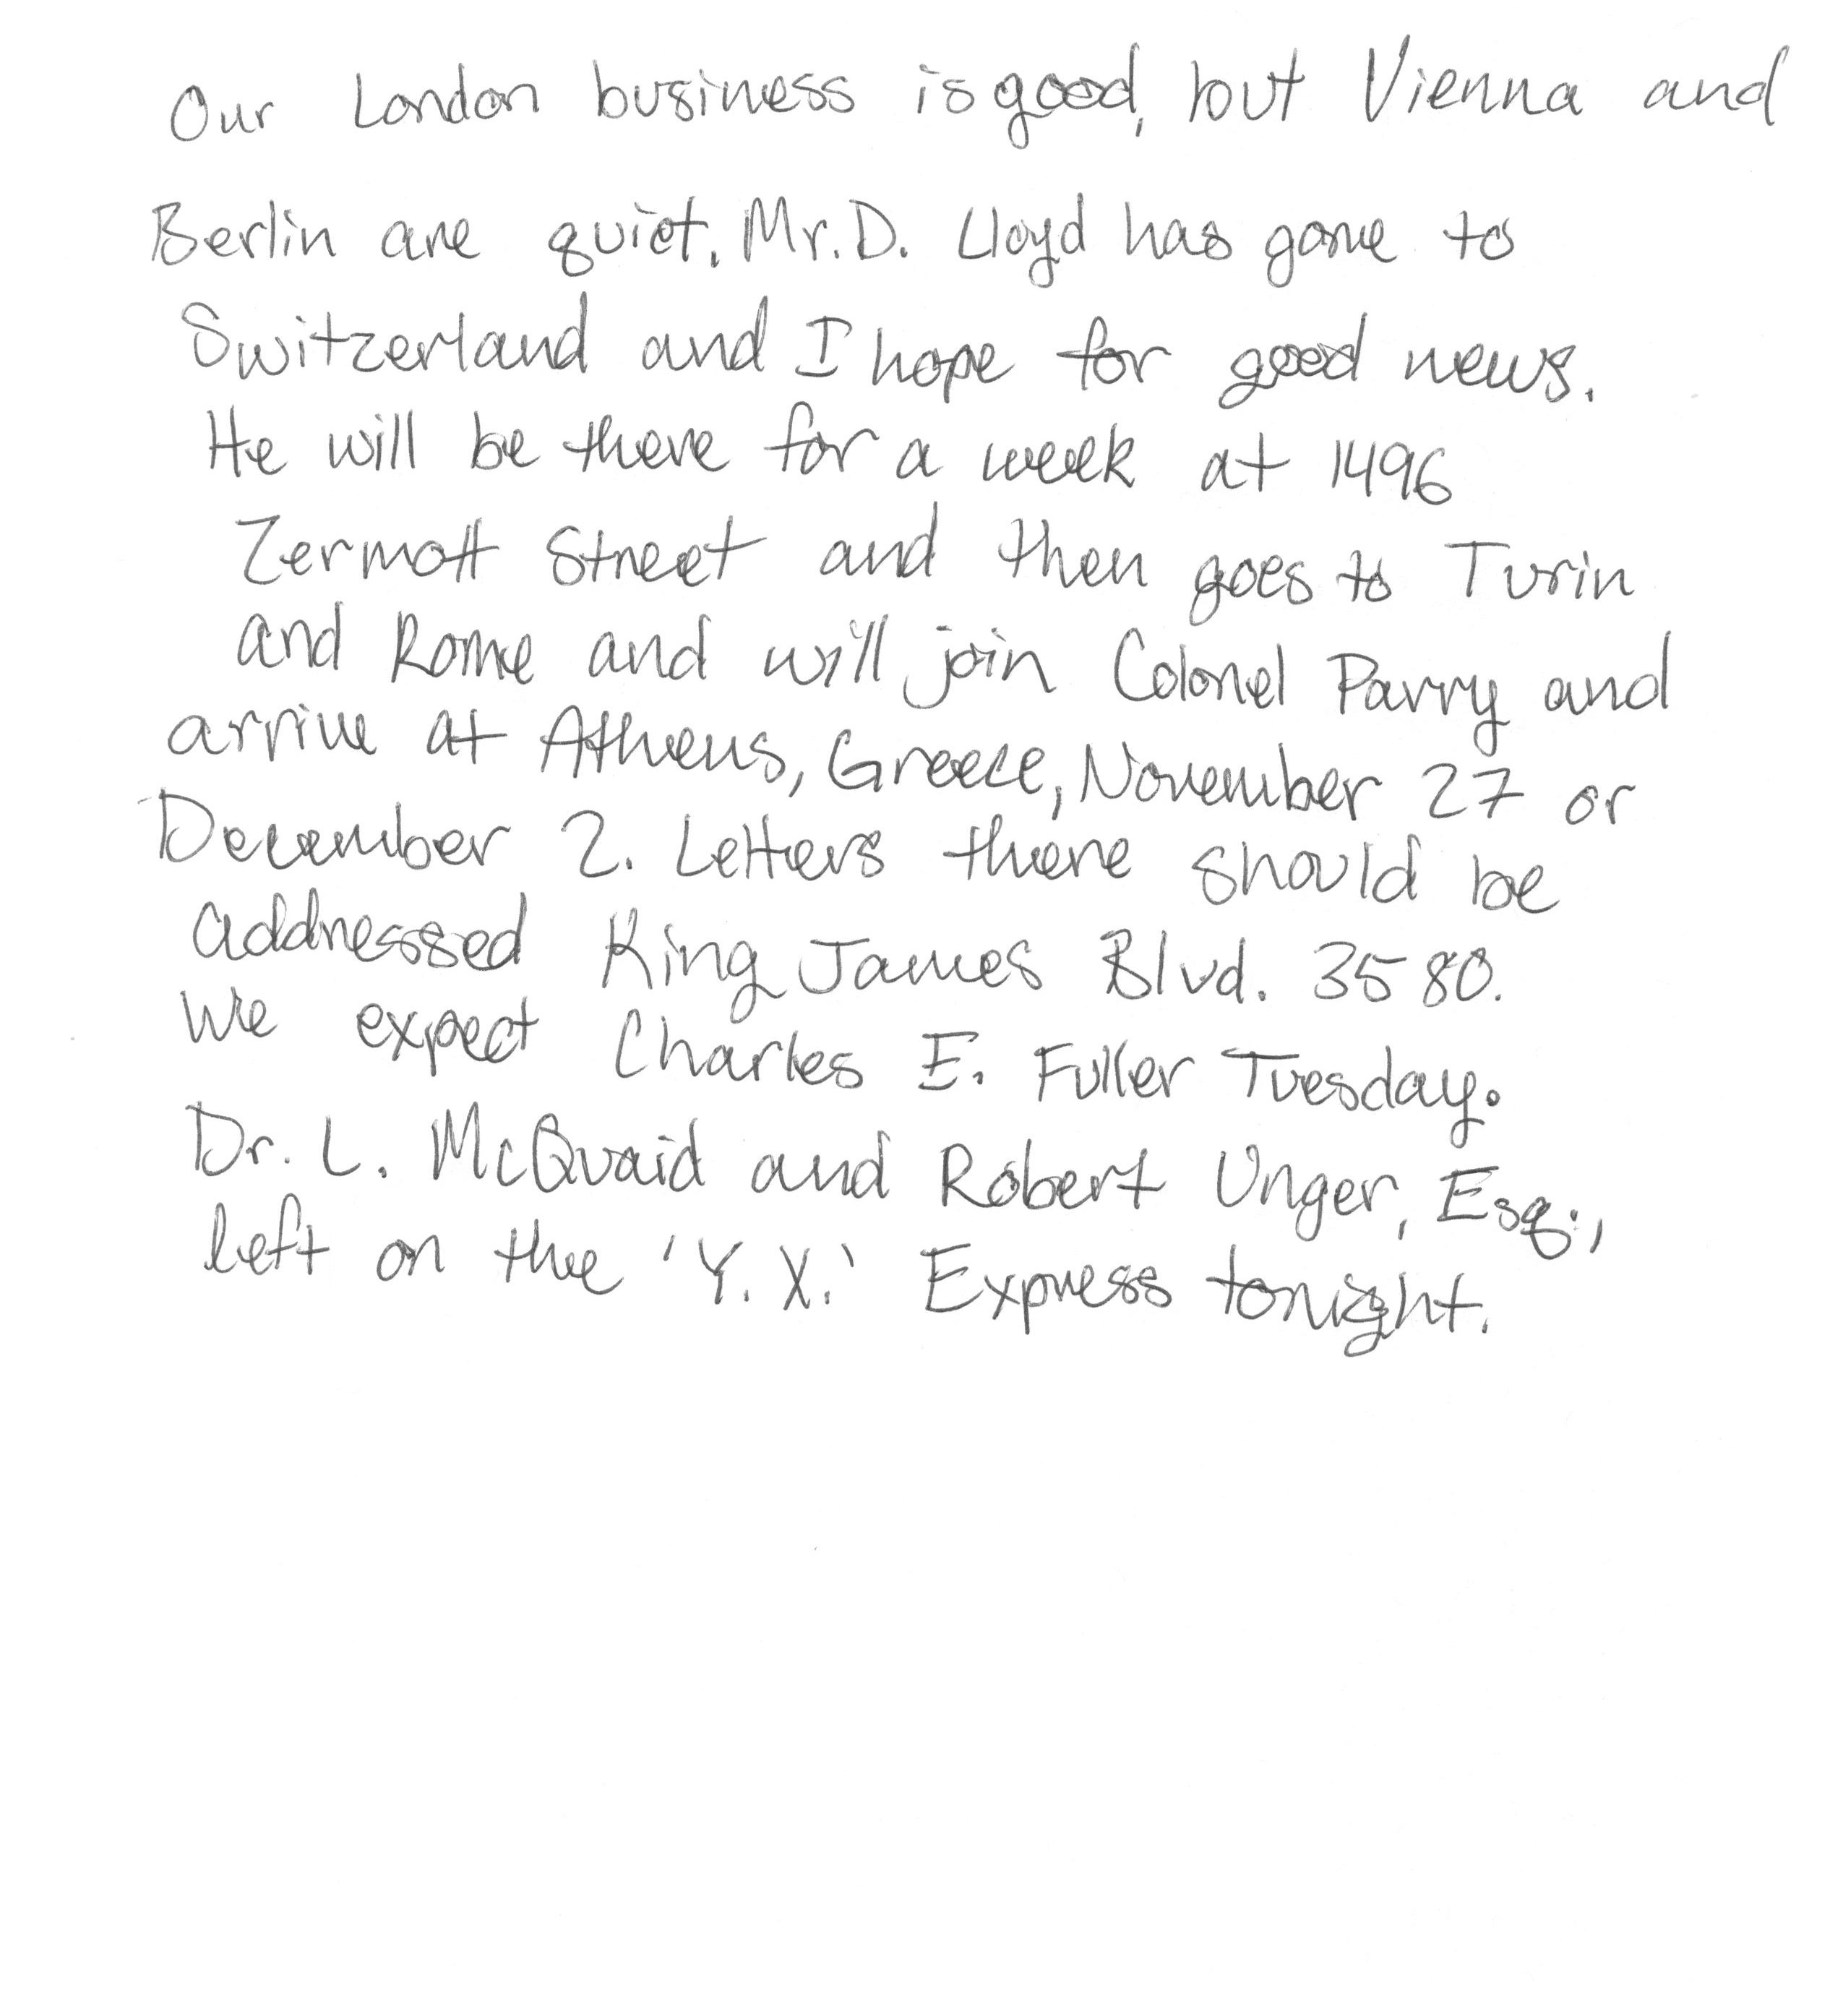 Our London business is good, but Vienna and
Berlin are quiet. Mr. D. Lloyd has gone to
Switzerland and I hope for good news.
He will be there for a week at 1496
Zermott Street and then goes to Turin
and Rome and will join Colonel Parry and
arrive at Athens, Greece, November 27 or
December 2. Letters there should be
addressed King James Blvd. 3580.
We expect Charles E. Fuller Tuesday.
Dr. L. McQuaid and Robert Unger, Esq.,
left on the 'Y.X.' Express tonight.